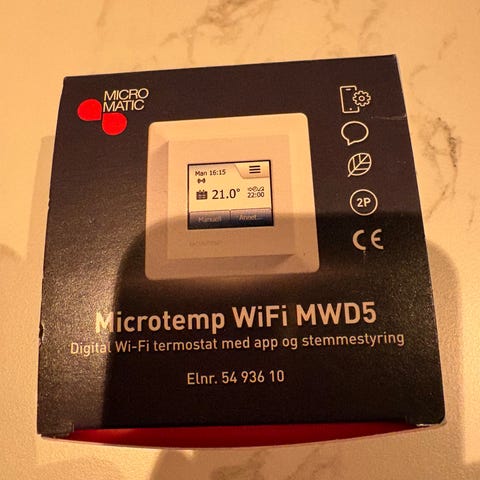 MICRO
MATIC
Man 16:15
21.0°
22:00
Manuell Annet...
2P
CE
Microtemp WiFi MWD5
Digital Wi-Fi termostat med app og stemmestyring
Elnr. 54 936 10